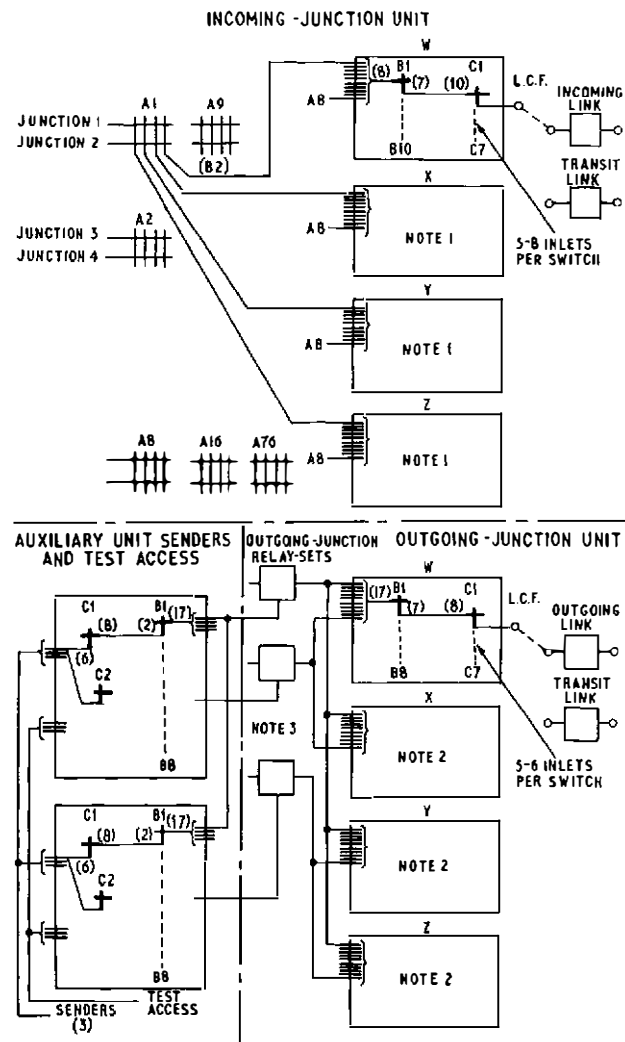 INCOMING -JUNCTION UNIT
W
(8)
B1
(7)
(10)
C1
L.C.F.
INCOMING
LINK
A1
A9
A8
JUNCTION 1
JUNCTION 2
(B2)
B10
C7
TRANSIT
LINK
X
A2
A8
NOTE 1
5-8 INLETS
PER SWITCH
JUNCTION 3
JUNCTION 4
Y
A8
NOTE 1
Z
A8
A16
A76
A8
NOTE 1
AUXILIARY UNIT SENDERS
AND TEST ACCESS
OUTGOING-JUNCTION
RELAY-SETS
OUTGOING-JUNCTION UNIT
W
C1
B1
(17)
(8)
(2)
(6)
C2
B8
(17)
B1
(7)
(8)
C1
L.C.F.
OUTGOING
LINK
B8
C7
TRANSIT
LINK
X
NOTE 3
NOTE 2
5-6 INLETS
PER SWITCH
C1
B1
(17)
(8)
(2)
(6)
C2
B8
Y
NOTE 2
Z
NOTE 2
SENDERS
(3)
TEST
ACCESS